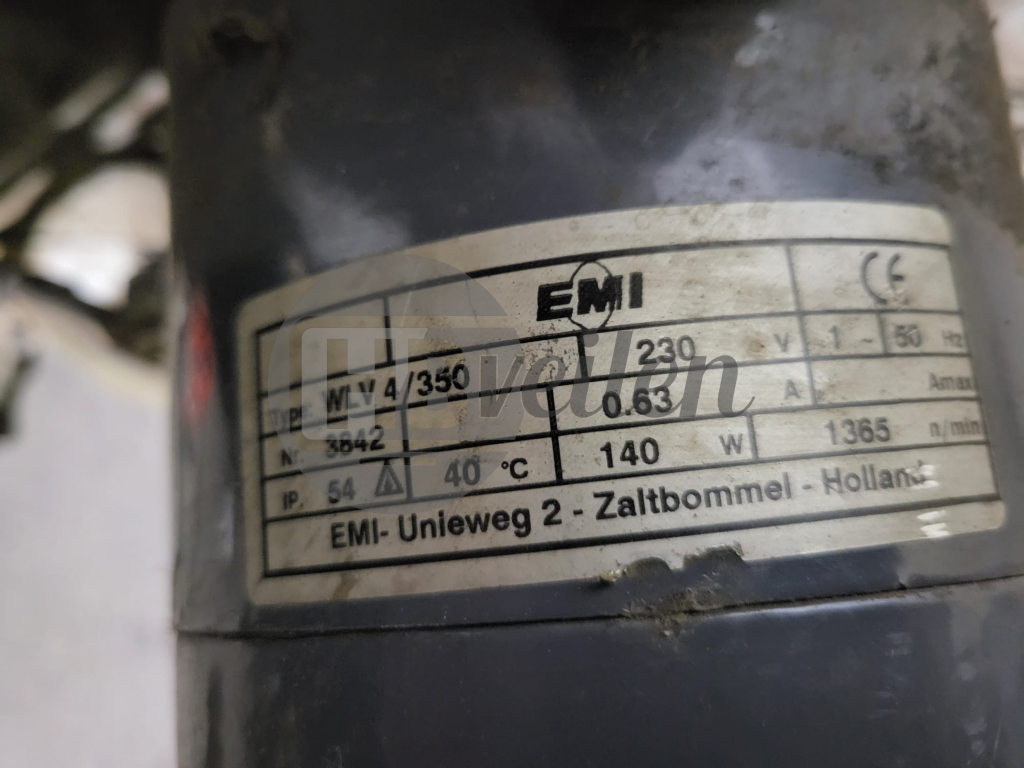 EMI CE
Type: WLV 4/350 230 V 1 ~ 50 Hz
Nr. 3842 0.63 A Amax
IP. 54 40 °C 140 W 1365 n/min
EMI- Unieweg 2 - Zaltbommel - Holland
veilen